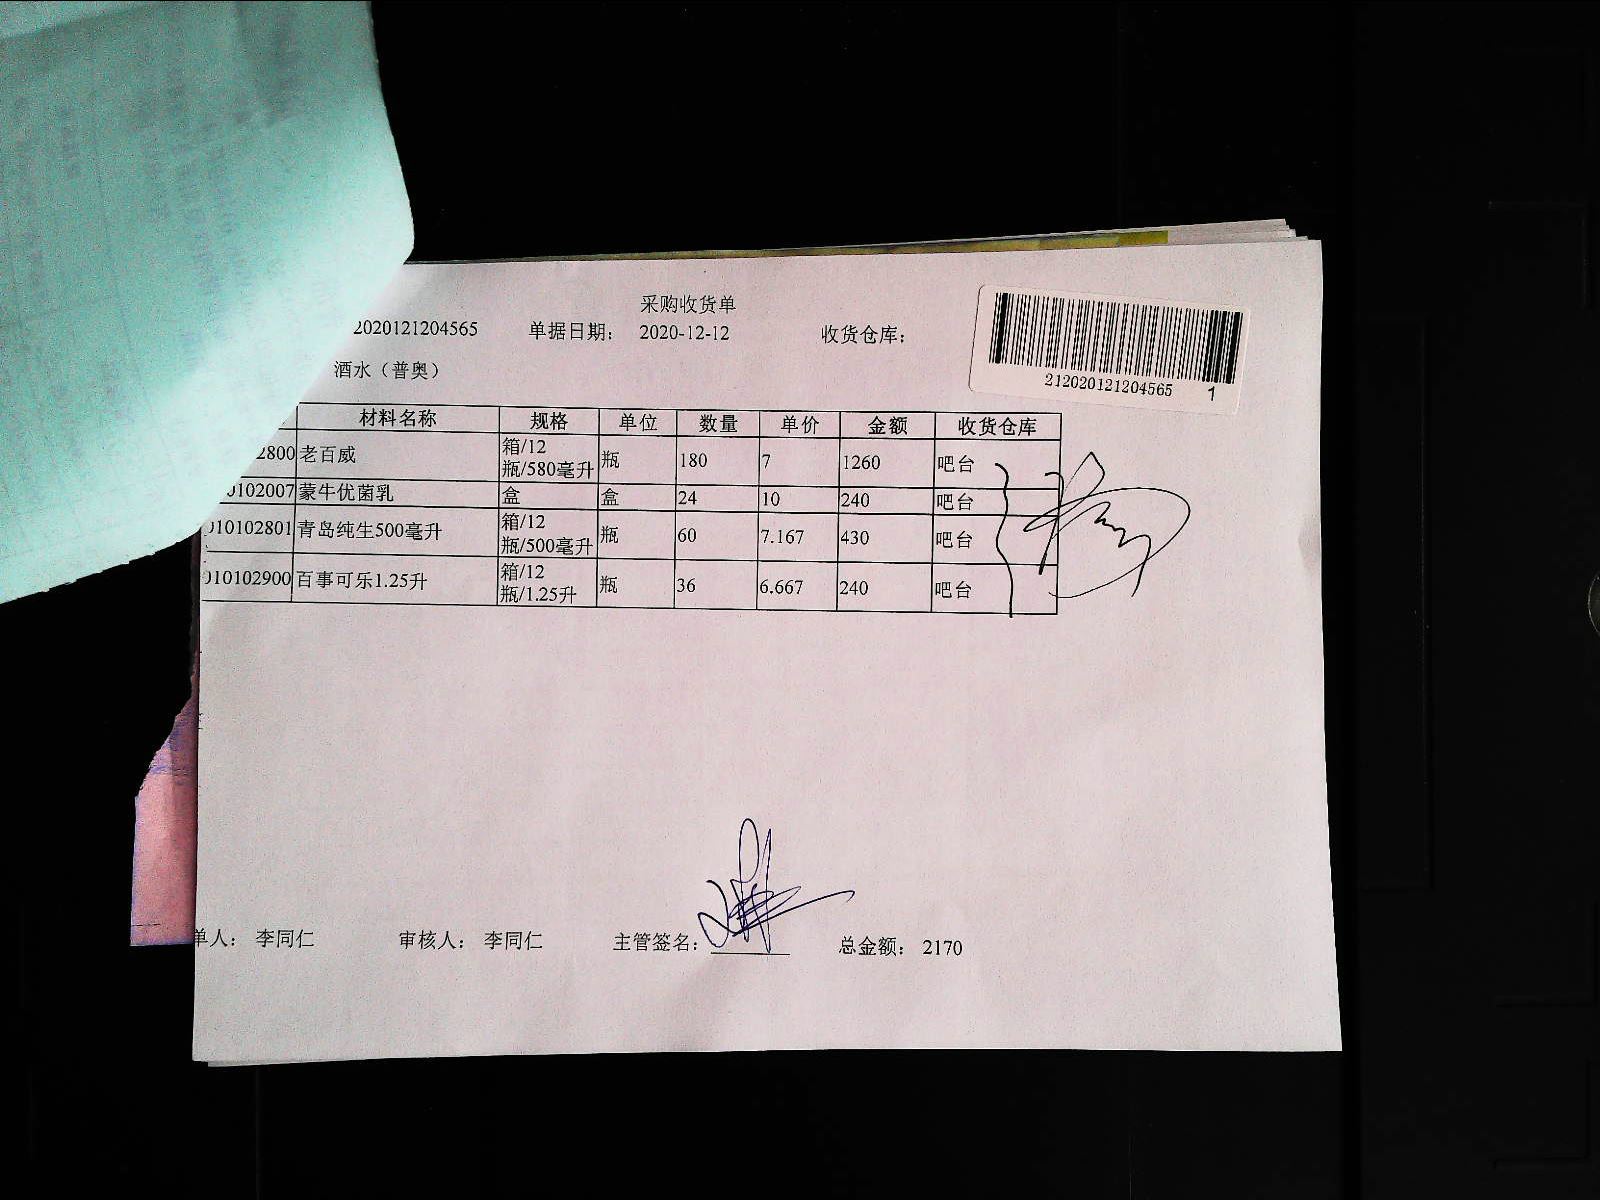 采购收货单
2020121204565 单据日期： 2020-12-12 收货仓库：
212020121204565 1
酒水（普奥）
材料名称 规格 单位 数量 单价 金额 收货仓库
2800 老百威 箱/12瓶/580毫升 瓶 180 7 1260 吧台
0102007 蒙牛优菌乳 盒 盒 24 10 240 吧台
010102801 青岛纯生500毫升 箱/12瓶/500毫升 瓶 60 7.167 430 吧台
010102900 百事可乐1.25升 箱/12瓶/1.25升 瓶 36 6.667 240 吧台
单人： 李同仁 审核人： 李同仁 主管签名： 总金额： 2170